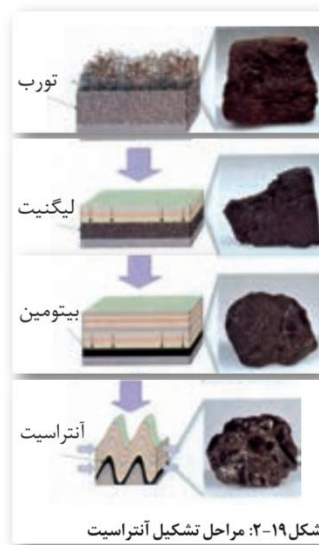 تورب
لیگنیت
بیتومین
آنتراسیت
شکل۱۹-۲: مراحل تشکیل آنتراسیت